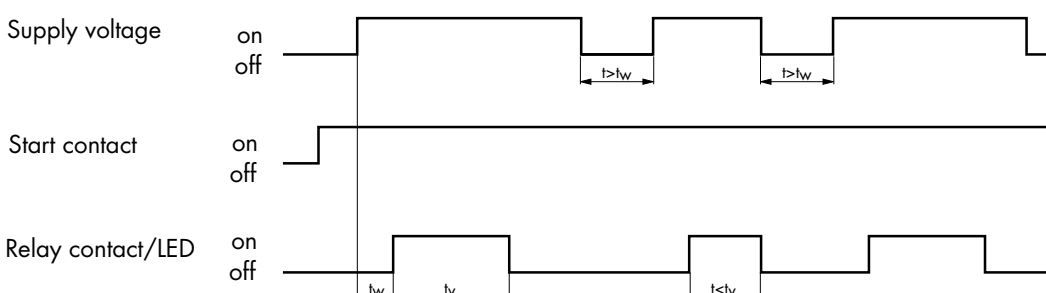 Supply voltage
on
off
t>tw
t>tw
Start contact
on
off
Relay contact/LED
on
off
tw
tv
t<tv